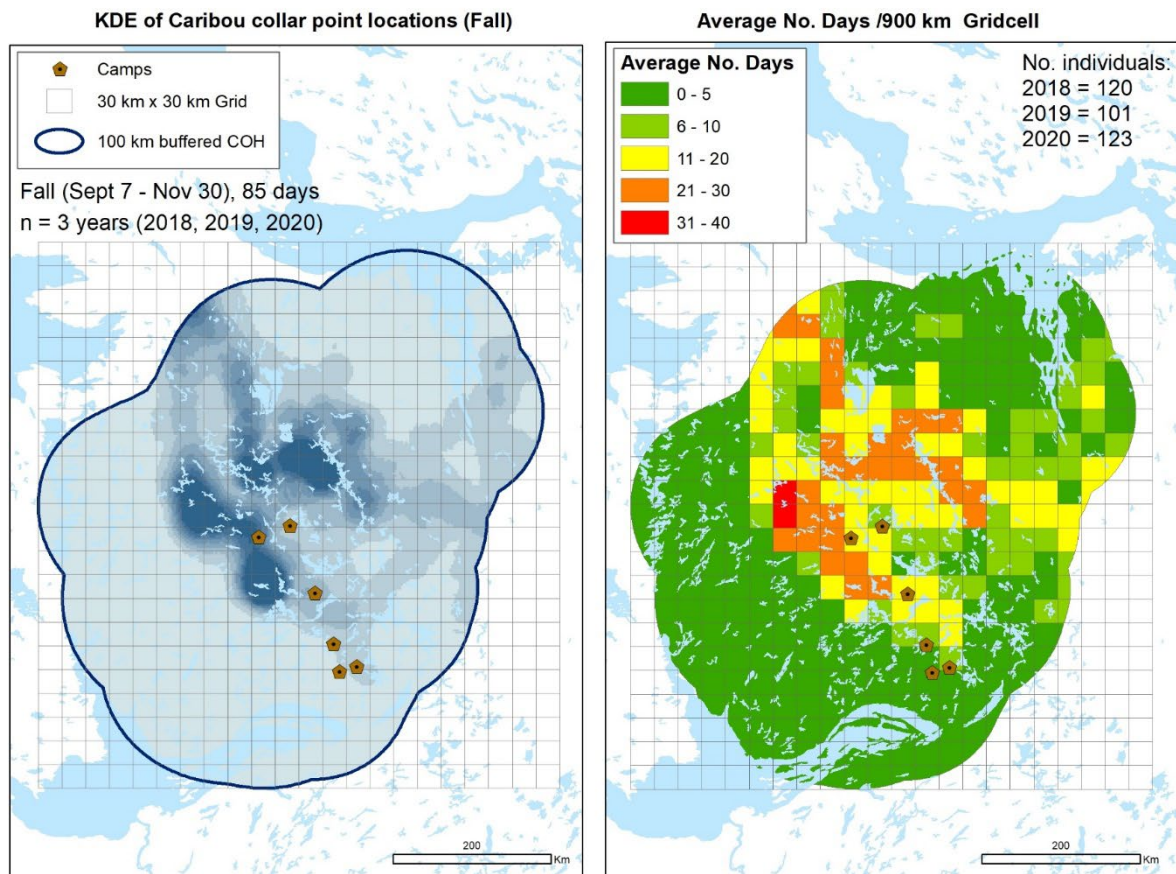 KDE of Caribou collar point locations (Fall)
Camps
30 km x 30 km Grid
100 km buffered COH
Fall (Sept 7 - Nov 30), 85 days
n = 3 years (2018, 2019, 2020)
200
Km
Average No. Days /900 km  Gridcell
Average No. Days
0 - 5
6 - 10
11 - 20
21 - 30
31 - 40
No. individuals:
2018 = 120
2019 = 101
2020 = 123
200
Km